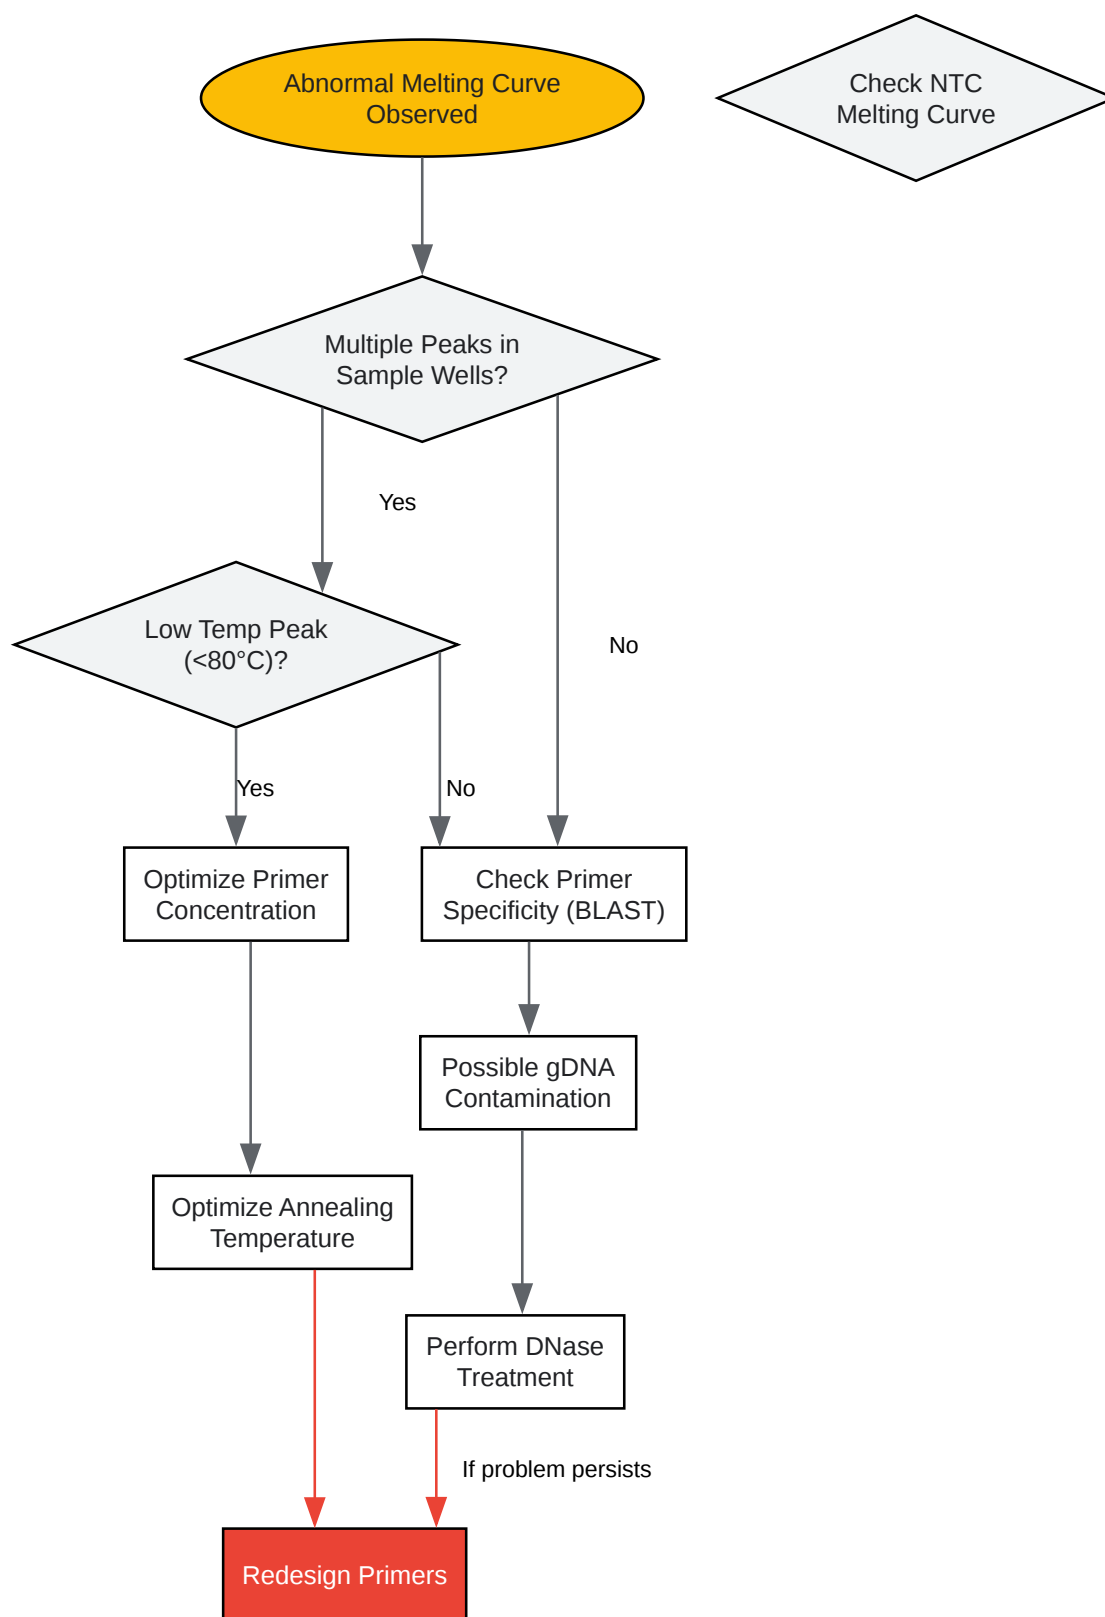 Abnormal Melting Curve
Observed
Check NTC
Melting Curve
Multiple Peaks in
Sample Wells?
Yes
No
Low Temp Peak
(<80°C)?
Yes
No
Optimize Primer
Concentration
Check Primer
Specificity (BLAST)
Possible gDNA
Contamination
Optimize Annealing
Temperature
Perform DNase
Treatment
If problem persists
Redesign Primers